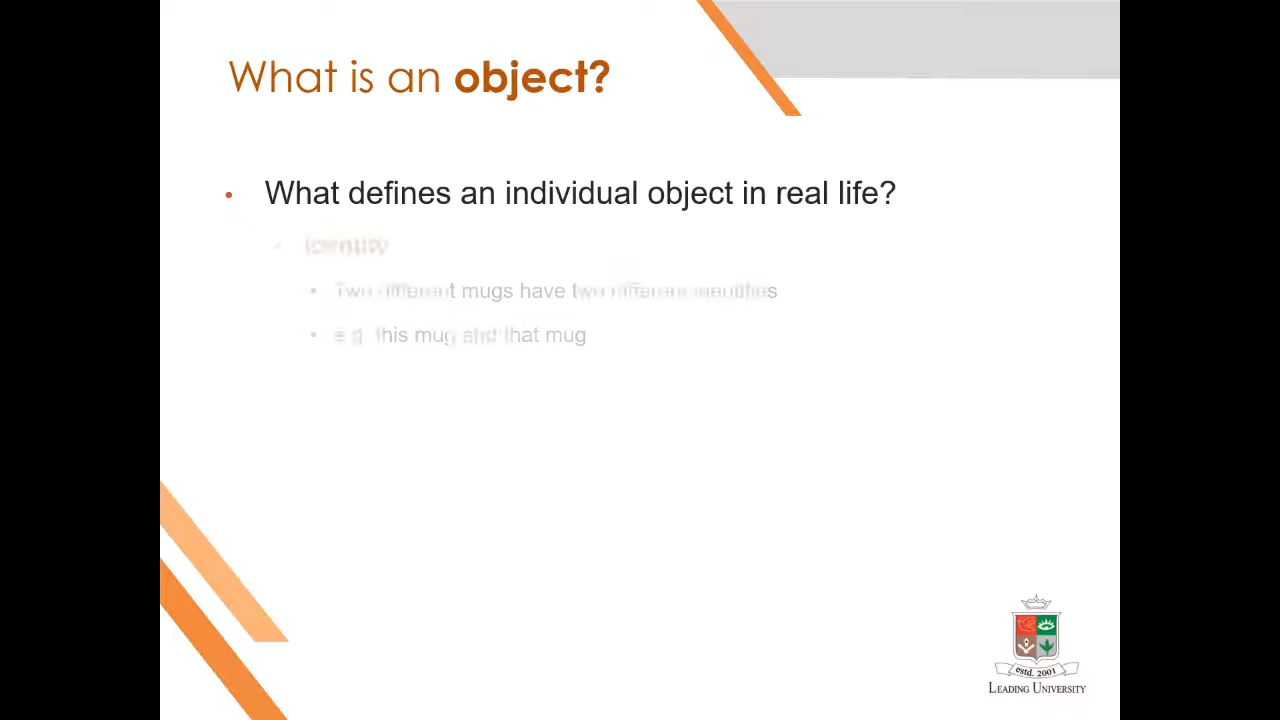 What is an object?
• What defines an individual object in real life?
• Identity
• Two different mugs have two different identities
• e.g. this mug and that mug
estd. 2001
LEADING UNIVERSITY